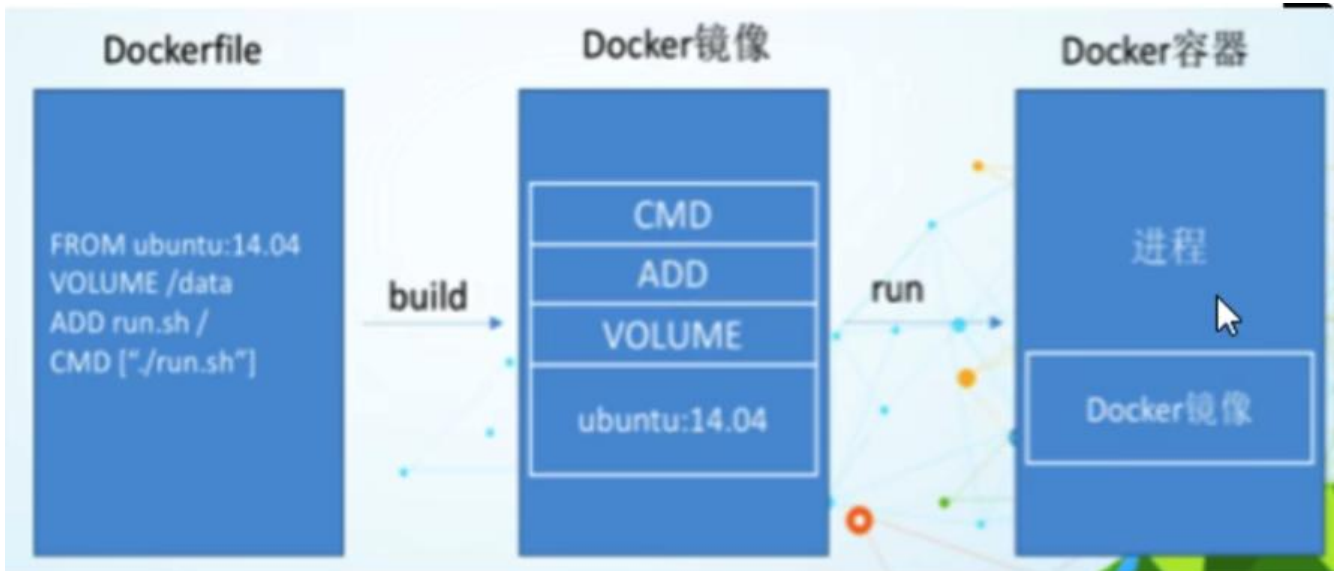 Dockerfile
FROM ubuntu:14.04
VOLUME /data
ADD run.sh /
CMD [“./run.sh”]
build
Docker镜像
CMD
ADD
VOLUME
ubuntu:14.04
run
Docker容器
进程
Docker镜像